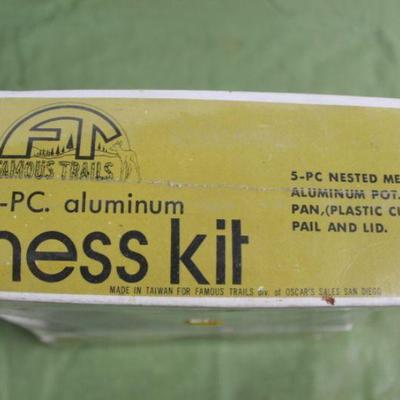 FT
FAMOUS TRAILS
-PC. aluminum
ness kit
5-PC NESTED ME
ALUMINUM POT.
PAN,(PLASTIC CU
PAIL AND LID.
MADE IN TAIWAN FOR FAMOUS TRAILS div. of OSCAR'S SALES SAN DIEGO